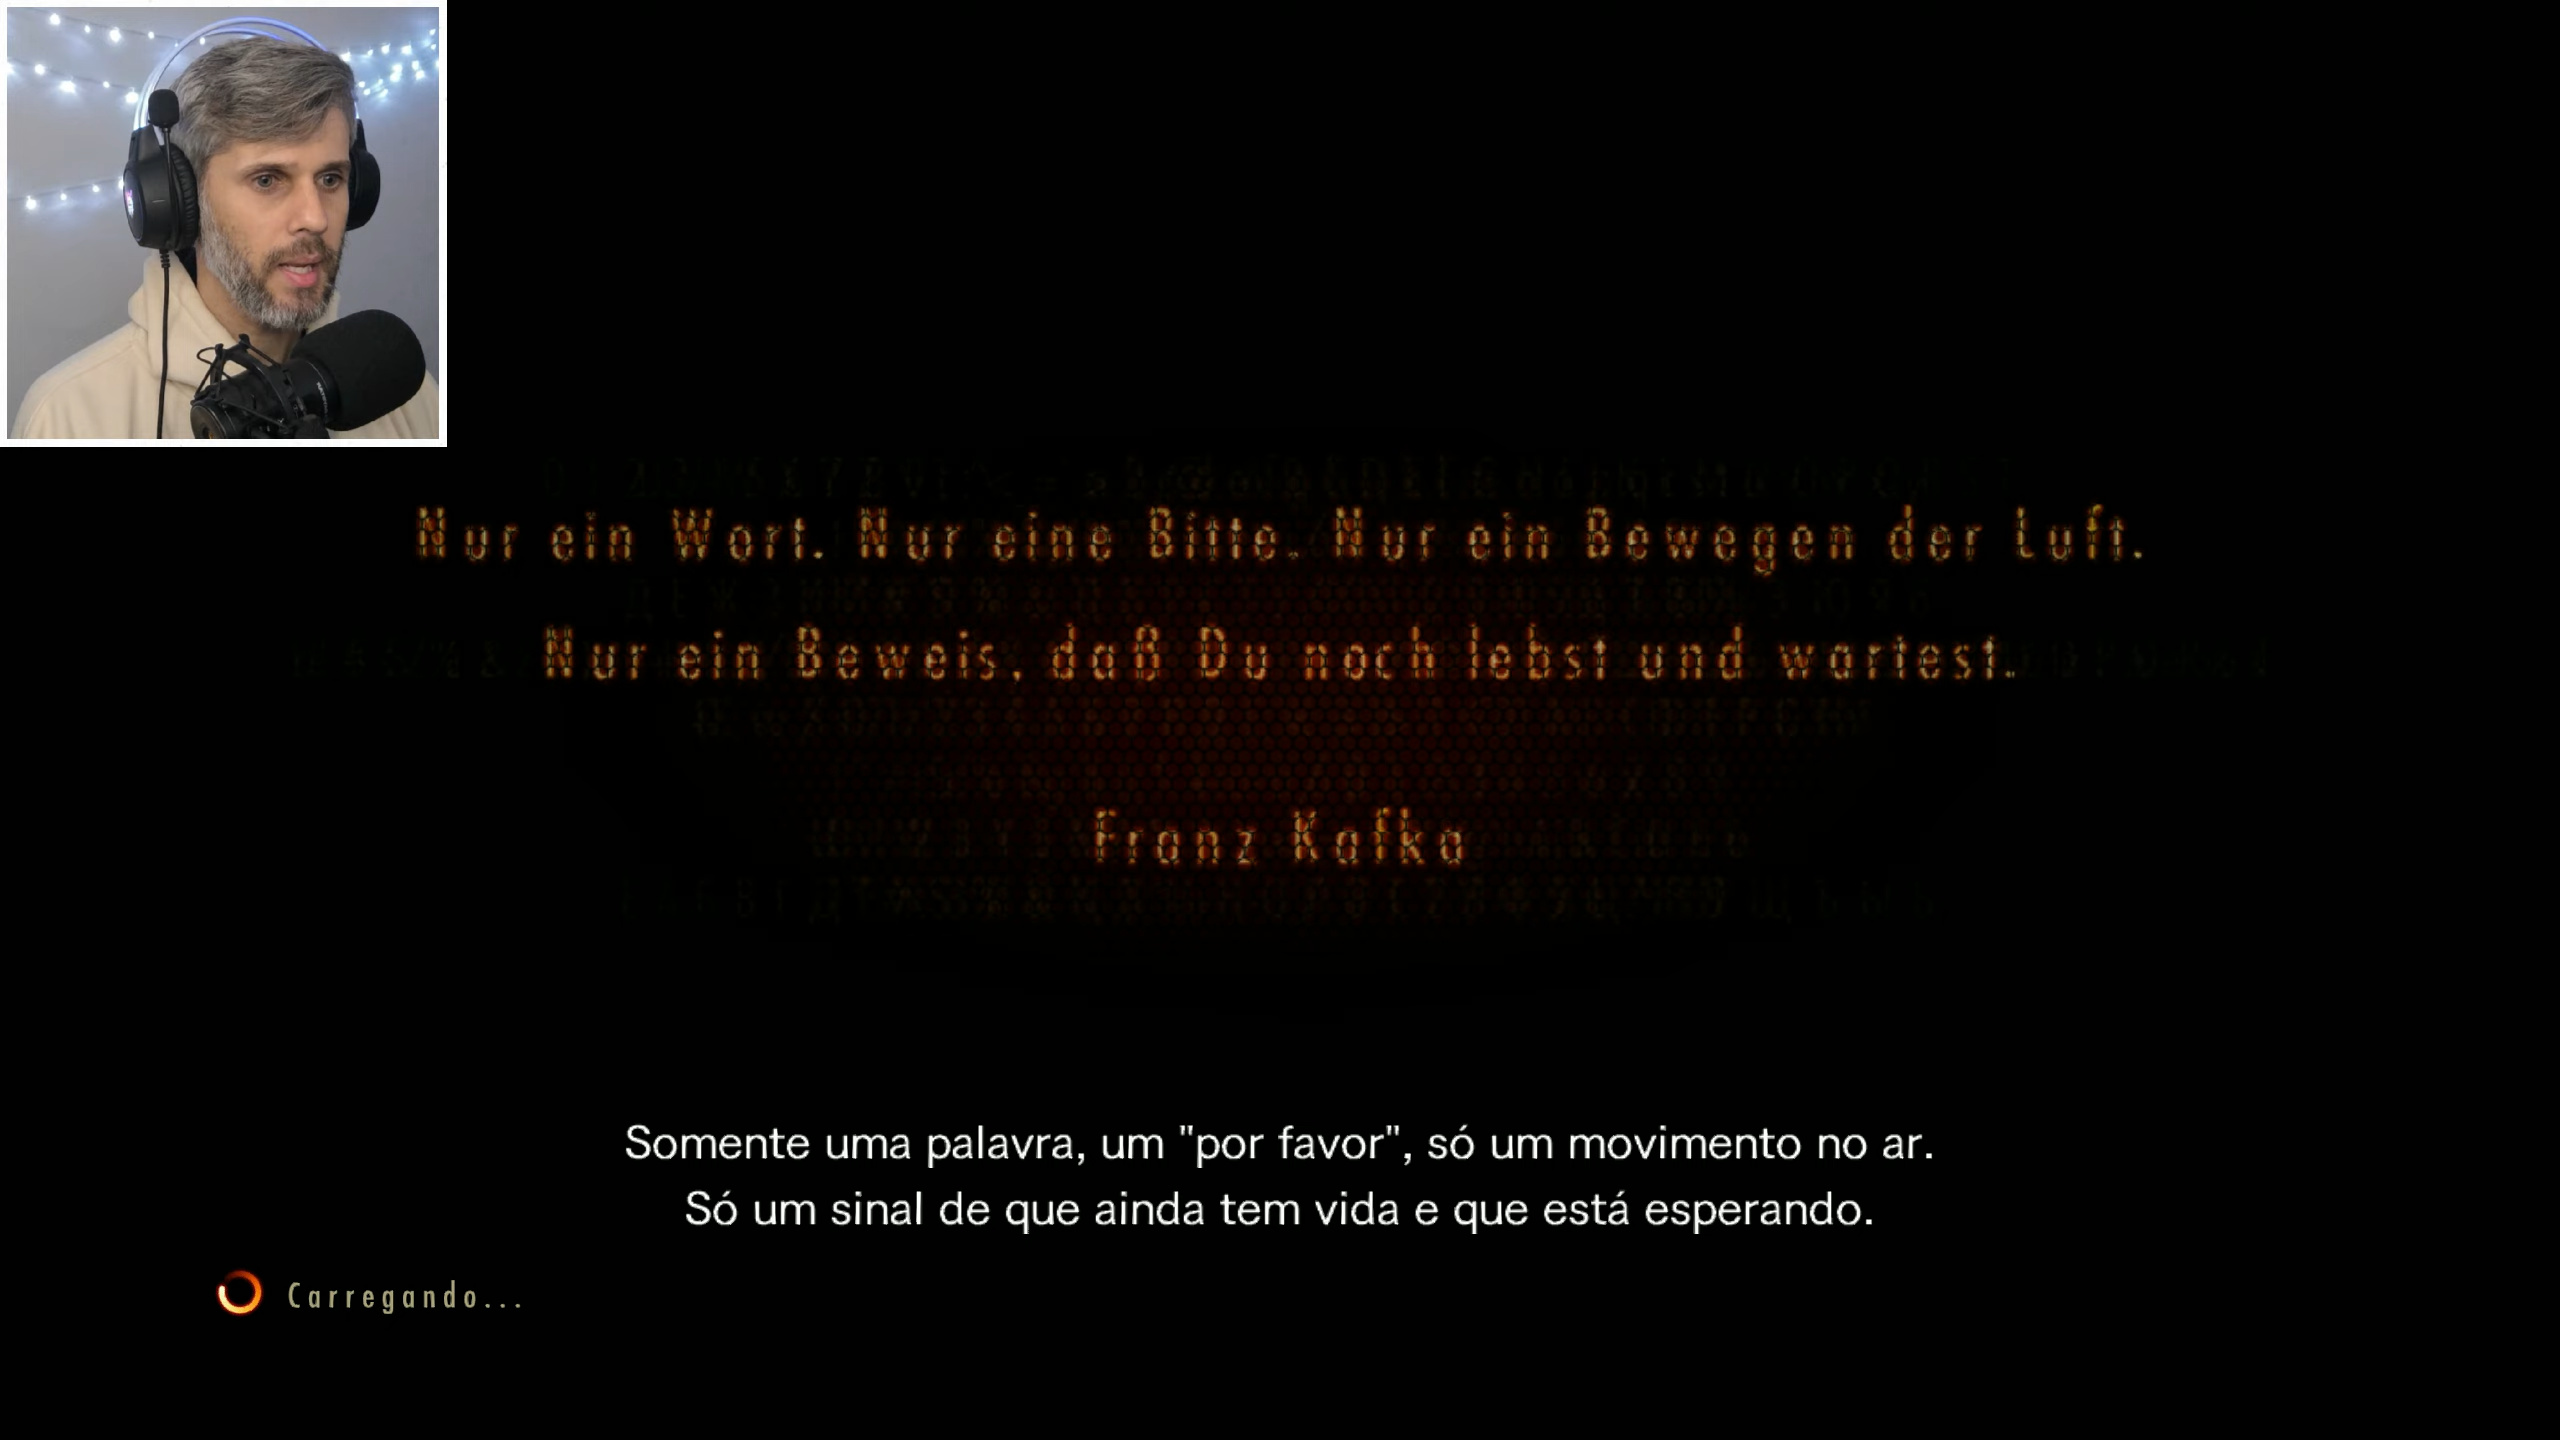 Nur ein Wort. Nur eine Bitte. Nur ein Bewegen der Luft.
Nur ein Beweis, daß Du noch lebst und wartest.
Franz Kafka
Somente uma palavra, um "por favor", só um movimento no ar.
Só um sinal de que ainda tem vida e que está esperando.
Carregando...